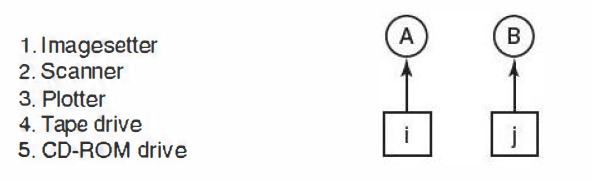 1. Imagesetter
2. Scanner
3. Plotter
4. Tape drive
5. CD-ROM drive
A B
i j